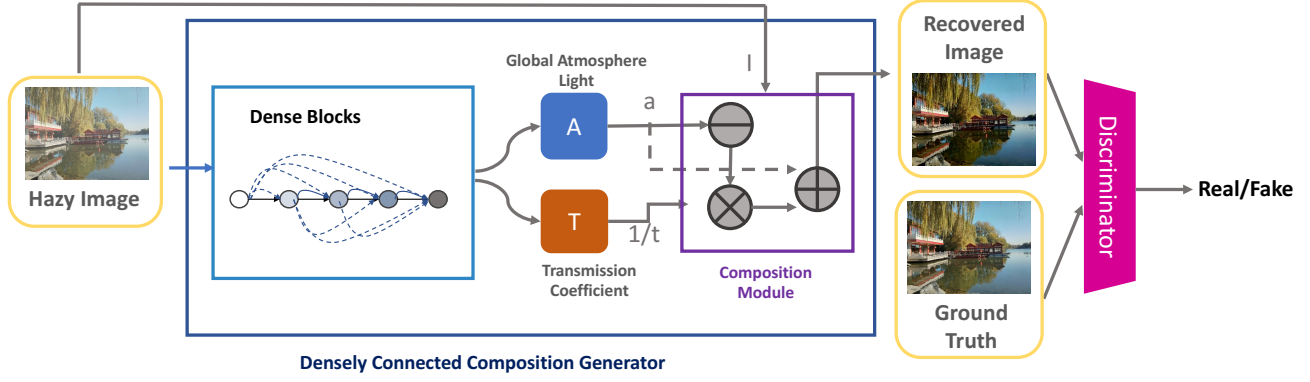 Hazy Image
Dense Blocks
Global Atmosphere
Light
A
a
I
T
1/t
Transmission
Coefficient
Composition
Module
Densely Connected Composition Generator
Recovered
Image
Ground
Truth
Discriminator
Real/Fake